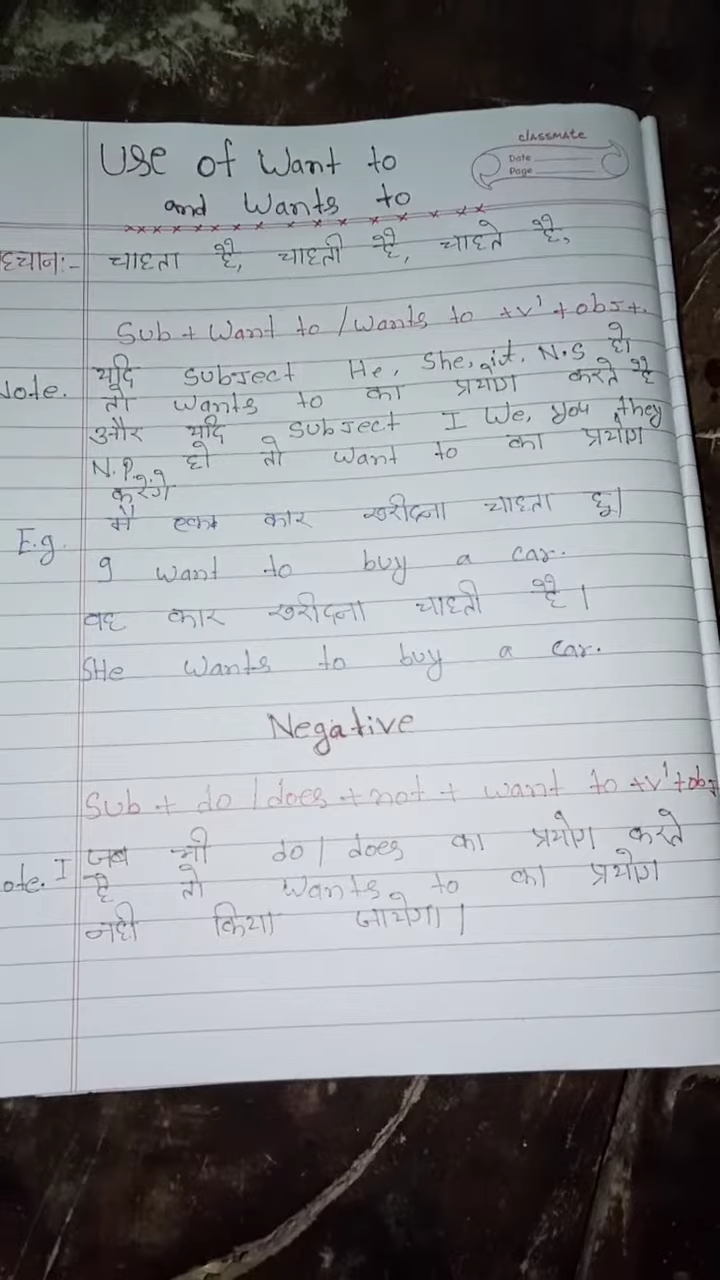 Use of Want to
classmate
Date
Page
and Wants to
ध्यानः- चाहता है, चाहती है, चाहते है,
Sub + Want to / wants to + v¹ + obj +.
Note. यदि subject He, She, it, N.S हो
तो wants to का प्रयोग करते है
और यदि subject I We, you they
N.P. हो तो want to का प्रयोग
करेंगे
E.g. मै एक कार खरीदना चाहता हू।
I want to buy a car.
वह कार खरीदना चाहती है।
SHe wants to buy a car.
Negative
Sub + do / does + not + want to + v¹ + obj
ote. I जब भी do / does का प्रयोग करते
है तो wants to का प्रयोग
नही किया जायेगा।